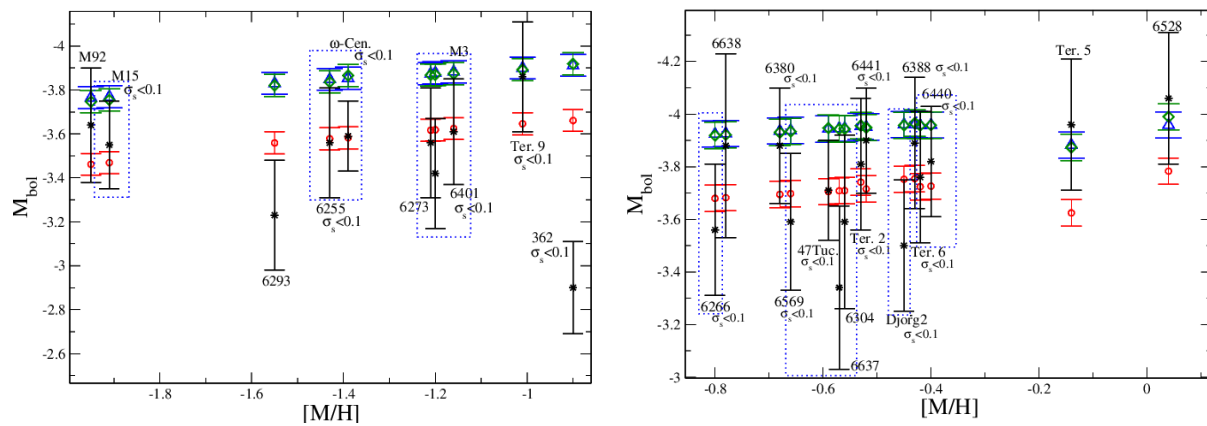 M92
M15
σs<0.1
ω-Cen.
σs<0.1
M3
σs<0.1
Ter. 9
σs<0.1
6255
σs<0.1
6273
6401
σs<0.1
362
σs<0.1
6293
-4
-3.8
-3.6
-3.4
-3.2
-3
-2.8
-2.6
Mbol
-1.8
-1.6
-1.4
-1.2
-1
[M/H]
6638
6380
σs<0.1
6441
σs<0.1
6388 σs<0.1
6440
σs<0.1
Ter. 5
6528
47Tuc.
σs<0.1
Ter. 2
σs<0.1
Ter. 6
σs<0.1
6266
σs<0.1
6569
σs<0.1
6304
Djorg2
σs<0.1
6637
-4.2
-4
-3.8
-3.6
-3.4
-3.2
-3
Mbol
-0.8
-0.6
-0.4
-0.2
0
[M/H]